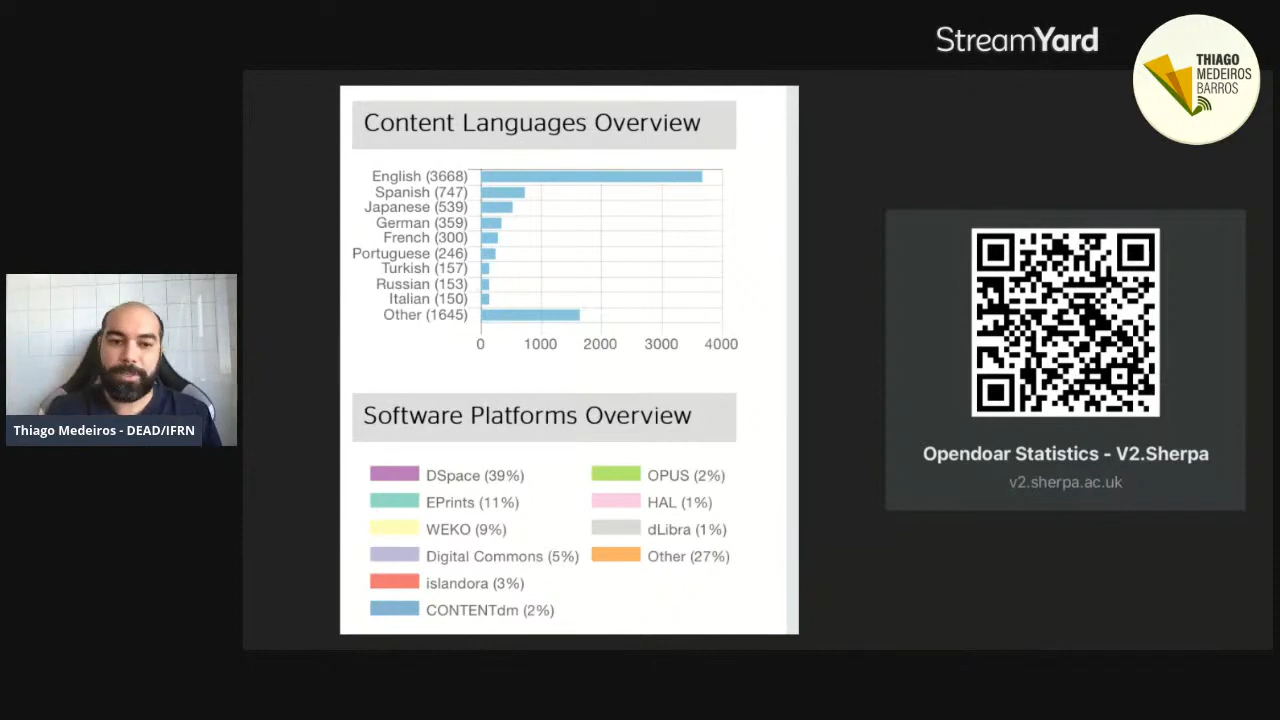 StreamYard
THIAGO
MEDEIROS
BARROS
Content Languages Overview
English (3668)
Spanish (747)
Japanese (539)
German (359)
French (300)
Portuguese (246)
Turkish (157)
Russian (153)
Italian (150)
Other (1645)
0 1000 2000 3000 4000
Software Platforms Overview
DSpace (39%)
EPrints (11%)
WEKO (9%)
Digital Commons (5%)
islandora (3%)
CONTENTdm (2%)
OPUS (2%)
HAL (1%)
dLibra (1%)
Other (27%)
Thiago Medeiros - DEAD/IFRN
Opendoar Statistics - V2.Sherpa
v2.sherpa.ac.uk